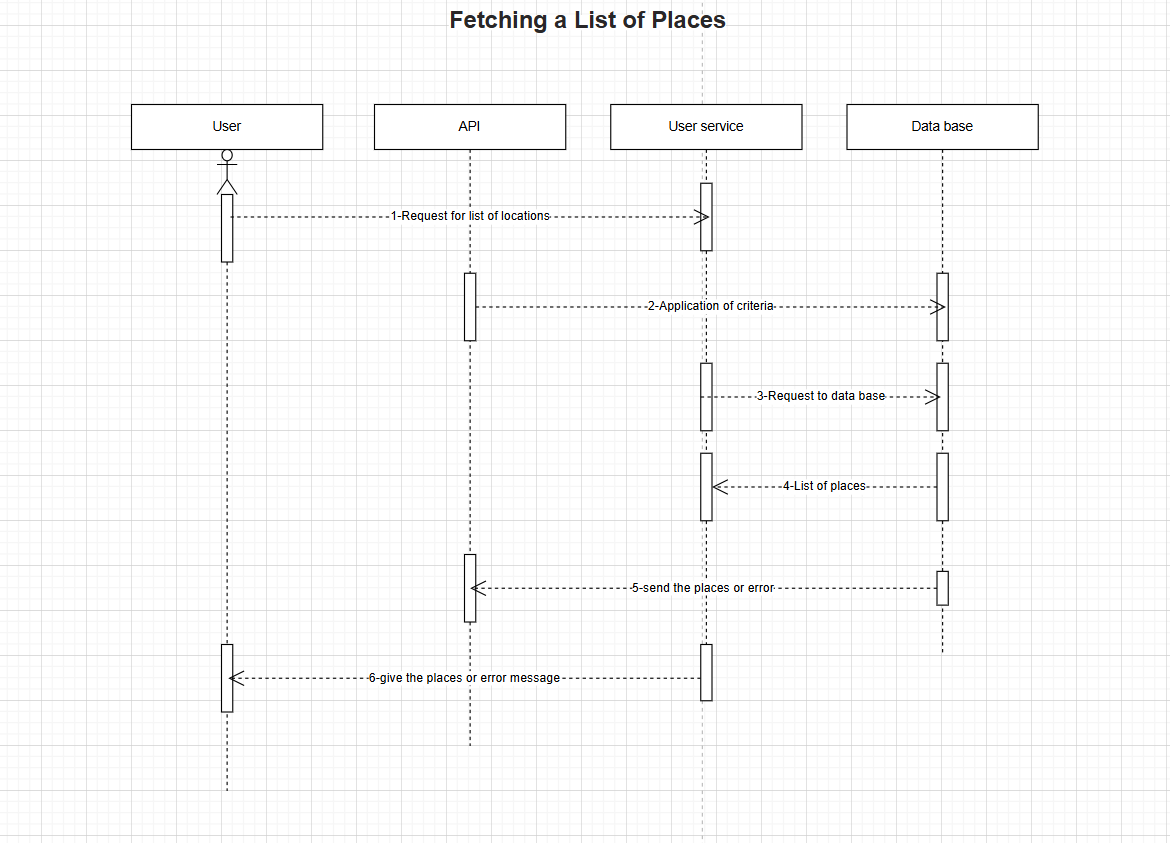 Fetching a List of Places
User
API
User service
Data base
1-Request for list of locations
2-Application of criteria
3-Request to data base
4-List of places
5-send the places or error
6-give the places or error message